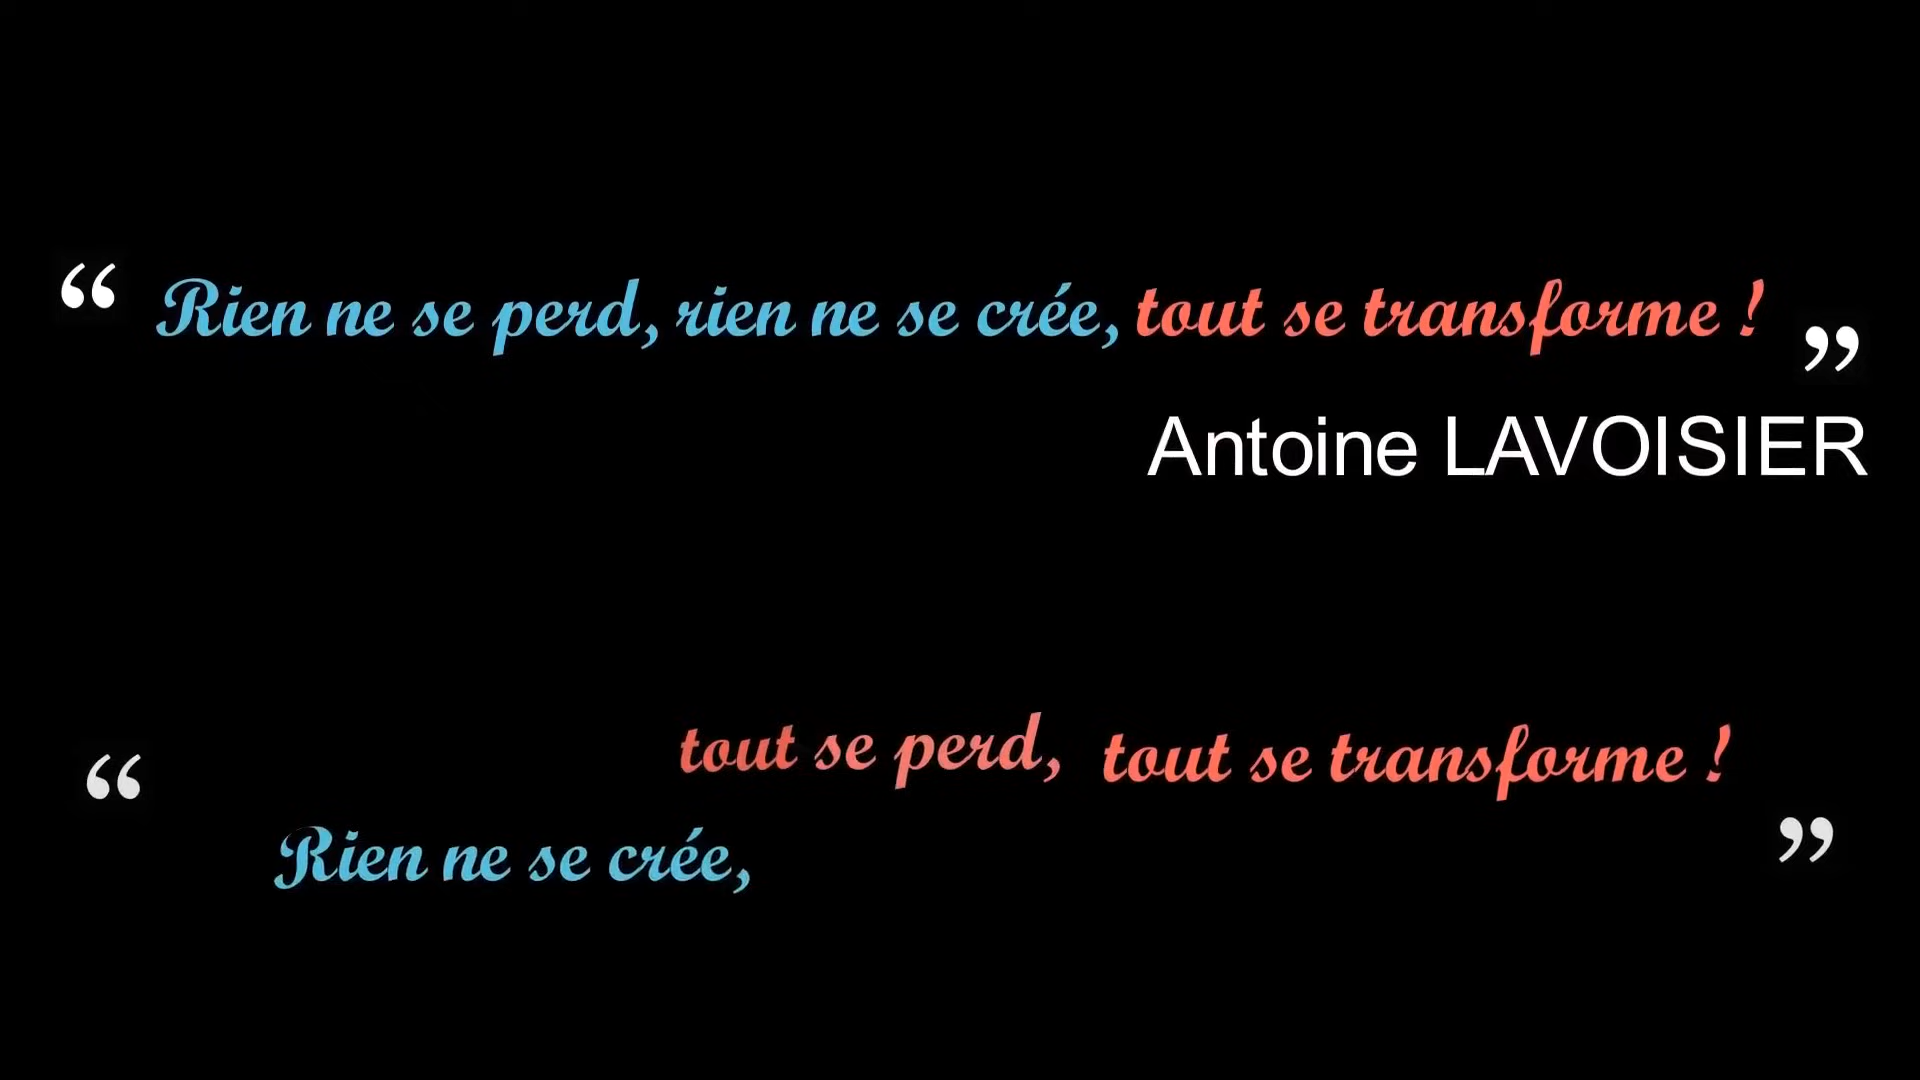 “ Rien ne se perd, rien ne se crée, tout se transforme ! ”
Antoine LAVOISIER
“ tout se perd, tout se transforme !
Rien ne se crée, ”